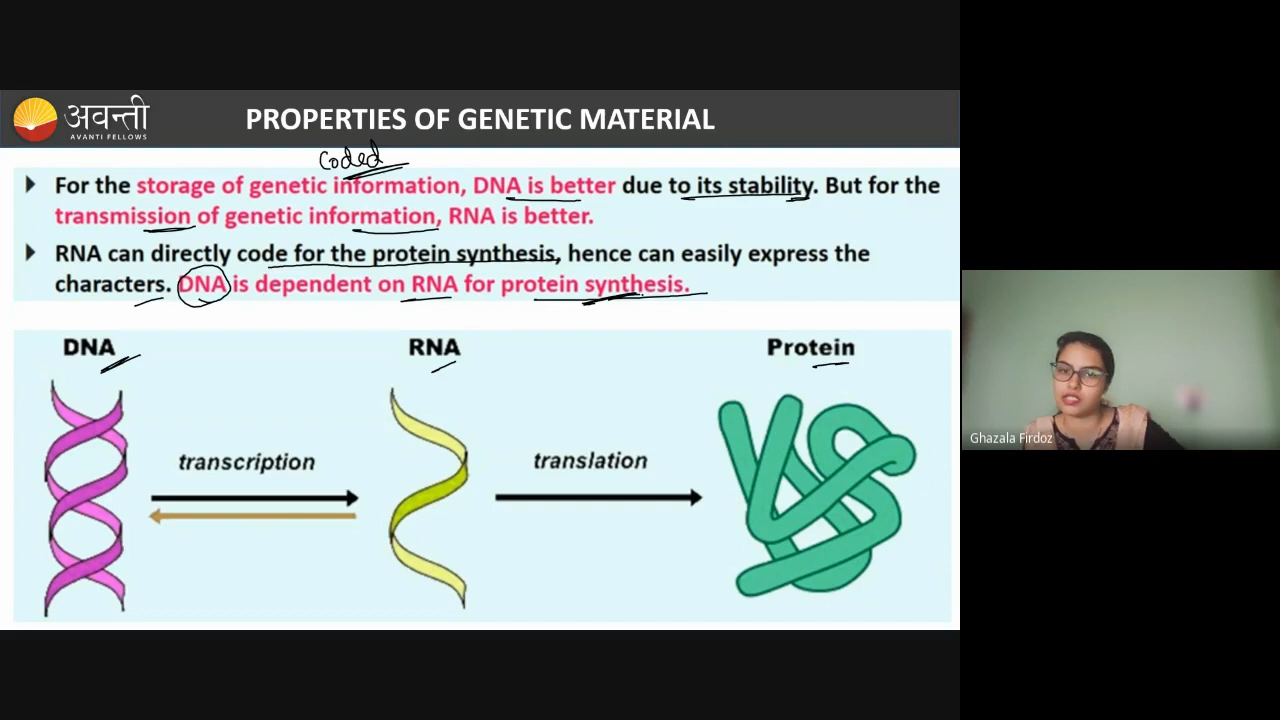 अवन्ती
AVANTI FELLOWS
PROPERTIES OF GENETIC MATERIAL
Coded
For the storage of genetic information, DNA is better due to its stability. But for the
transmission of genetic information, RNA is better.
RNA can directly code for the protein synthesis, hence can easily express the
characters. DNA is dependent on RNA for protein synthesis.
DNA
RNA
Protein
transcription
translation
Ghazala Firdoz